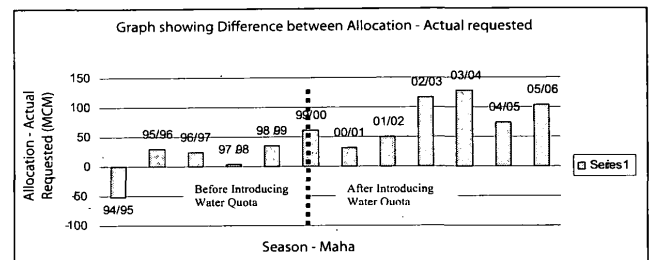 Graph showing Difference between Allocation - Actual requested
Allocation - Actual
Requested (MCM)
150
100
50
0
-50
-100
94/95
95/96
96/97
97 98
98 99
99/00
00/01
01/02
02/03
03/04
04/05
05/06
Before Introducing
Water Quota
After Introducing
Water Quota
Series1
Season - Maha